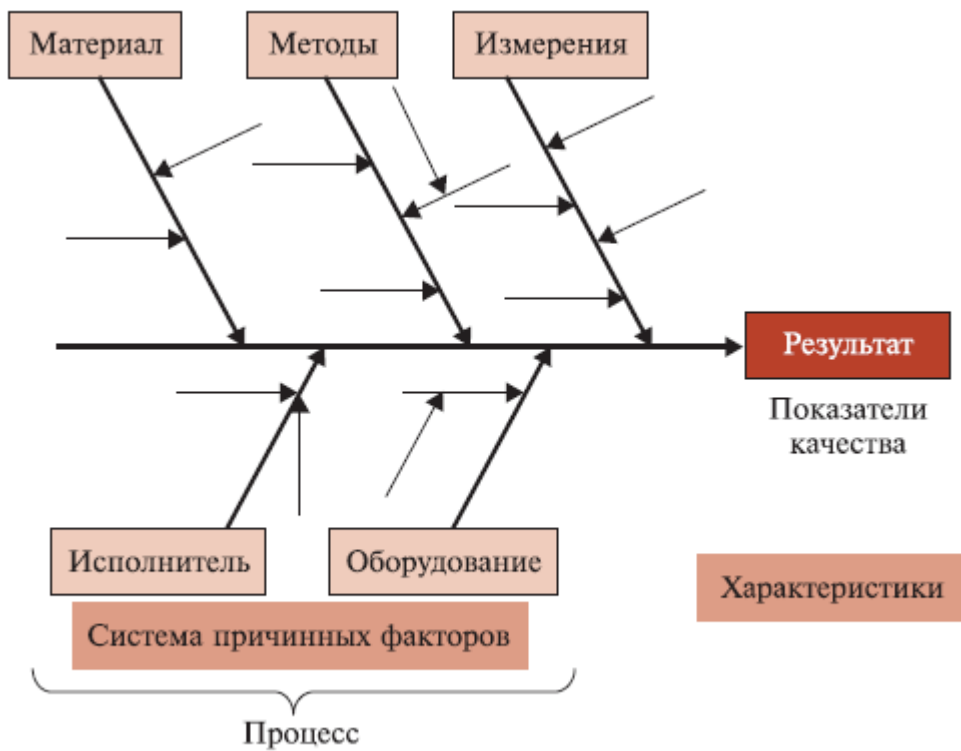 Материал
Методы
Измерения
Результат
Показатели
качества
Исполнитель
Оборудование
Характеристики
Система причинных факторов
Процесс